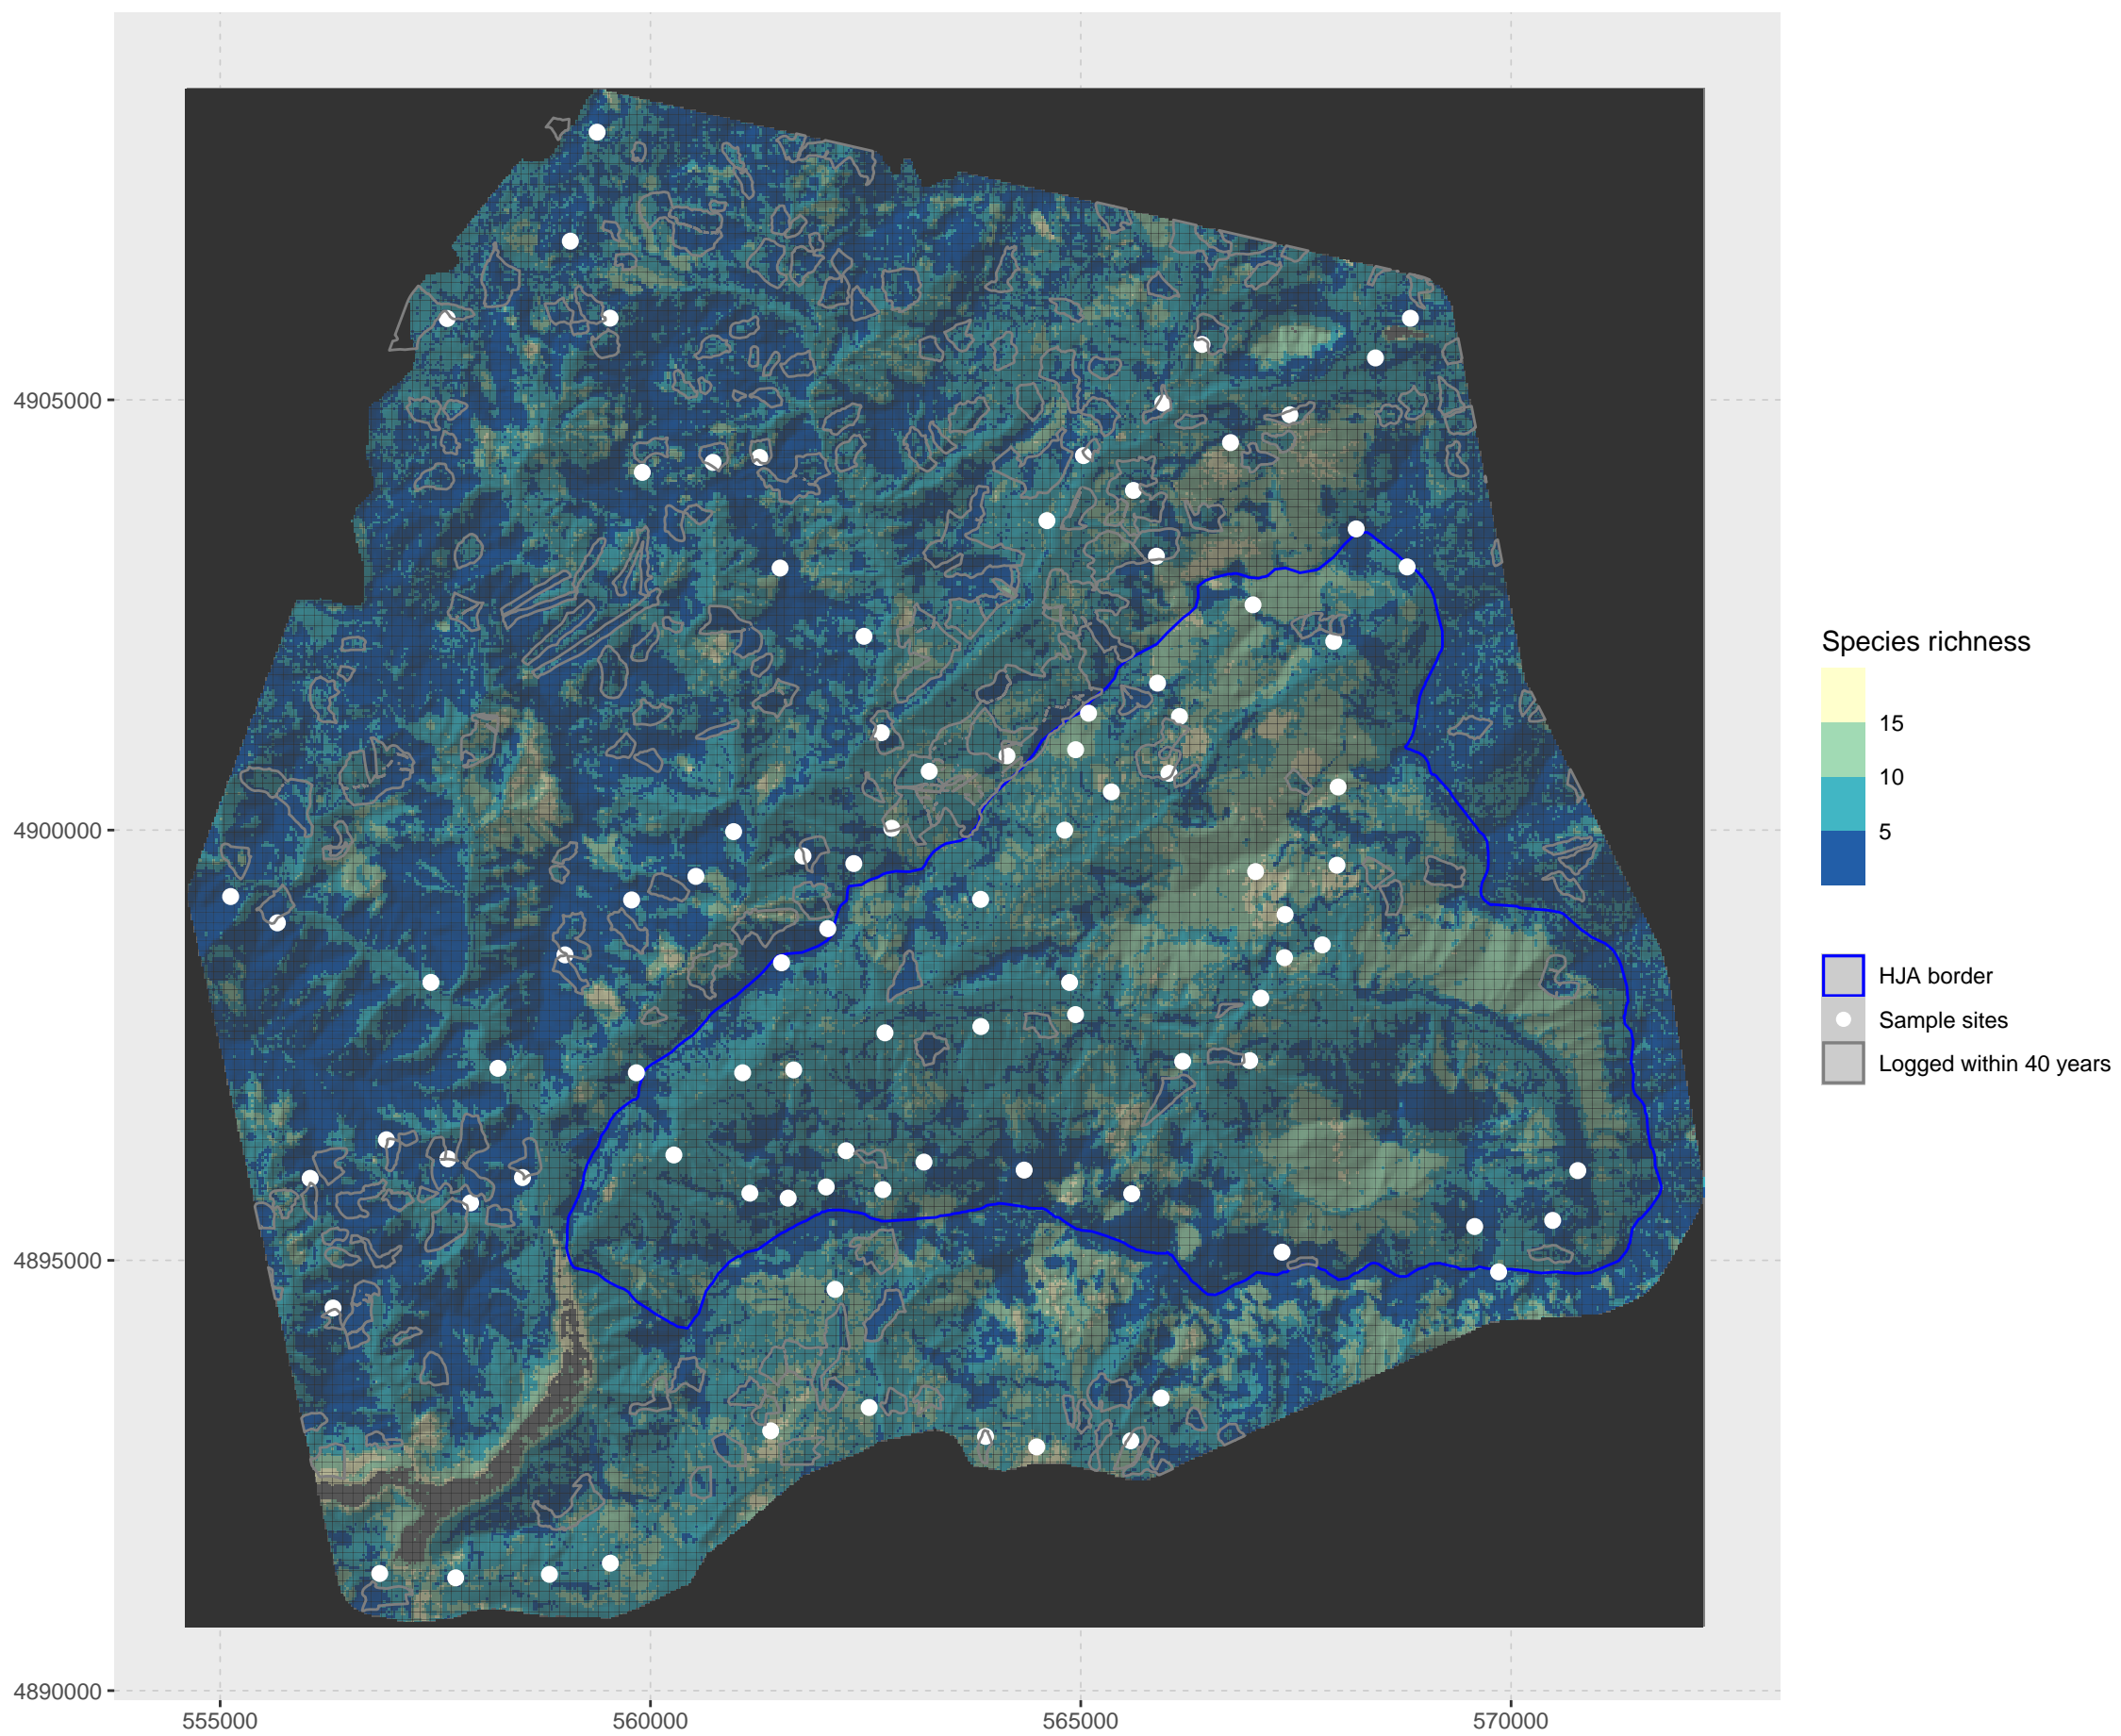 4905000
4900000
4895000
4890000
555000
560000
565000
570000
Species richness
15
10
5
HJA border
Sample sites
Logged within 40 years